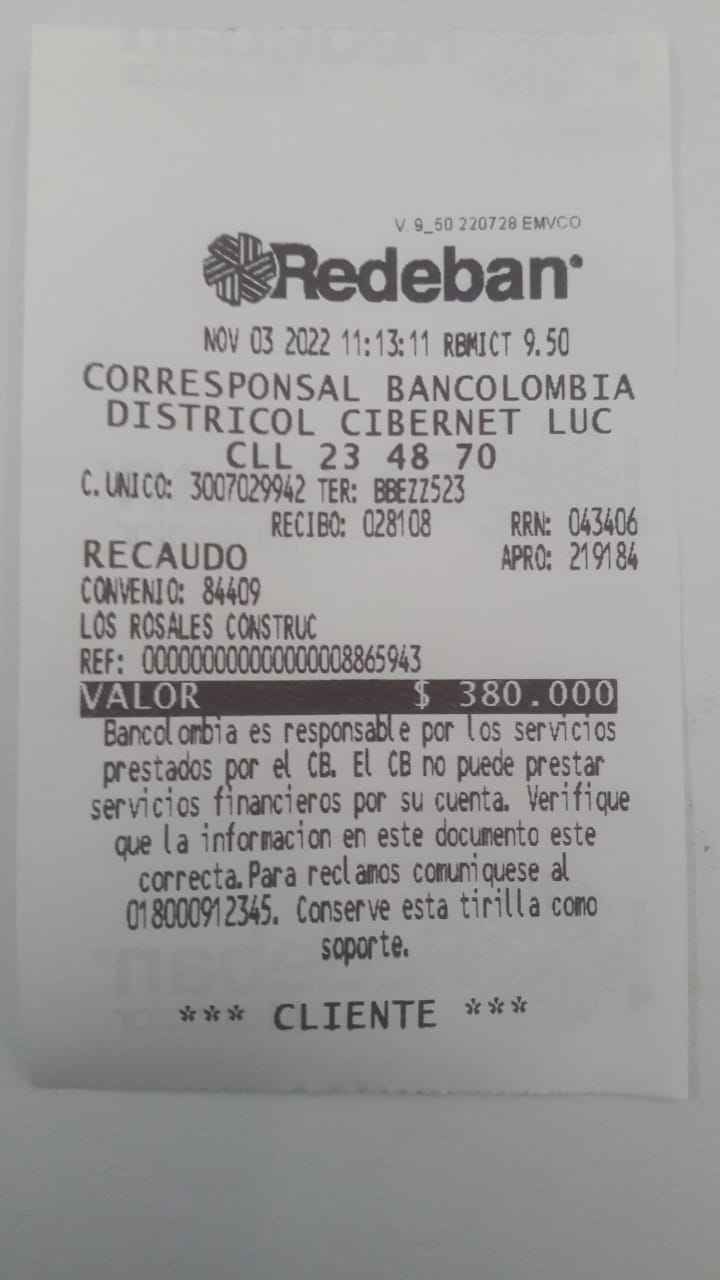 V. 9_50 220728 EMVCO
Redeban
NOV 03 2022 11:13:11 RBMICT 9.50
CORRESPONSAL BANCOLOMBIA
DISTRICOL CIBERNET LUC
CLL 23 48 70
C. UNICO: 3007029942 TER: BBEZZ523
RECIBO: 028108 RRN: 043406
RECAUDO APRO: 219184
CONVENIO: 84409
LOS ROSALES CONSTRUC
REF: 000000000000000008865943
VALOR $ 380.000
Bancolombia es responsable por los servicios
prestados por el CB. El CB no puede prestar
servicios financieros por su cuenta. Verifique
que la informacion en este documento este
correcta. Para reclamos comuniquese al
018000912345. Conserve esta tirilla como
soporte.
*** CLIENTE ***